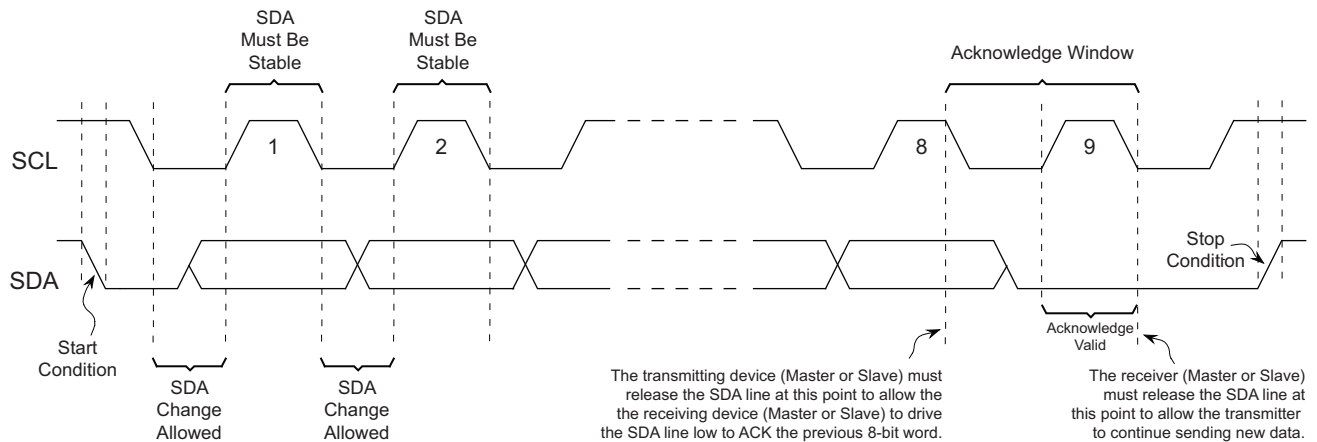 SDA
Must Be
Stable
SDA
Must Be
Stable
Acknowledge Window
SCL
1
2
8
9
SDA
Stop
Condition
Start
Condition
Acknowledge
Valid
SDA
Change
Allowed
SDA
Change
Allowed
The transmitting device (Master or Slave) must
release the SDA line at this point to allow the
the receiving device (Master or Slave) to drive
the SDA line low to ACK the previous 8-bit word.
The receiver (Master or Slave)
must release the SDA line at
this point to allow the transmitter
to continue sending new data.